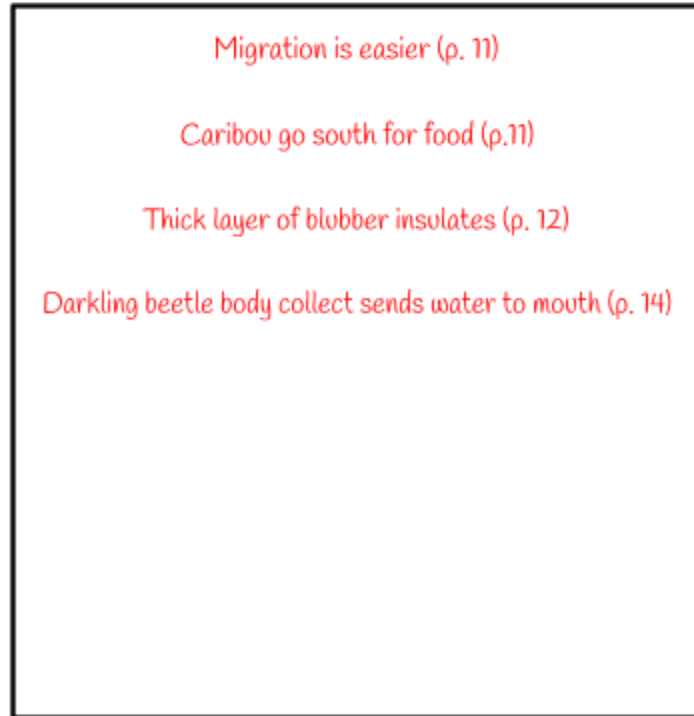 Migration is easier (p. 11)
Caribou go south for food (p.11)
Thick layer of blubber insulates (p. 12)
Darkling beetle body collect sends water to mouth (p. 14)